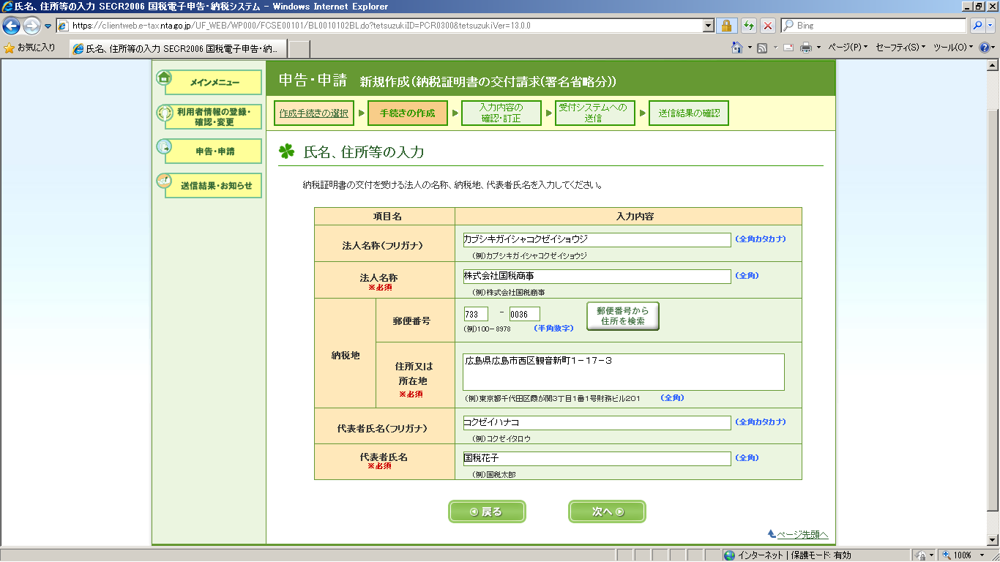 氏名、住所等の入力 SECR2006 国税電子申告・納税システム - Windows Internet Explorer
https://clientweb.e-tax.nta.go.jp/UF_WEB/WP000/FCSE00101/BL0010102BL.do?tetsuzukiID=PCR0300&tetsuzukiVer=13.0.0
Bing
お気に入り
氏名、住所等の入力 SECR2006 国税電子申告・納...
ページ(P)
セーフティ(S)
ツール(O)
メインメニュー
利用者情報の登録・
確認・変更
申告・申請
送信結果・お知らせ
申告・申請 新規作成(納税証明書の交付請求(署名省略分))
作成手続きの選択
手続きの作成
入力内容の
確認・訂正
受付システムへの
送信
送信結果の確認
氏名、住所等の入力
納税証明書の交付を受ける法人の名称、納税地、代表者氏名を入力してください。
項目名
入力内容
法人名称(フリガナ)
カブシキガイシャコクゼイショウジ
(全角カタカナ)
(例)カブシキガイシャコクゼイショウジ
法人名称
※必須
株式会社国税商事
(全角)
(例)株式会社国税商事
納税地
郵便番号
733 - 0036
(例)100-8978
(半角数字)
郵便番号から
住所を検索
住所又は
所在地
※必須
広島県広島市西区観音新町1-17-3
(例)東京都千代田区霞が関3丁目1番1号財務ビル201
(全角)
代表者氏名(フリガナ)
コクゼイハナコ
(全角カタカナ)
(例)コクゼイタロウ
代表者氏名
※必須
国税花子
(全角)
(例)国税太郎
戻る
次へ
ページ先頭へ
インターネット | 保護モード: 有効
100%